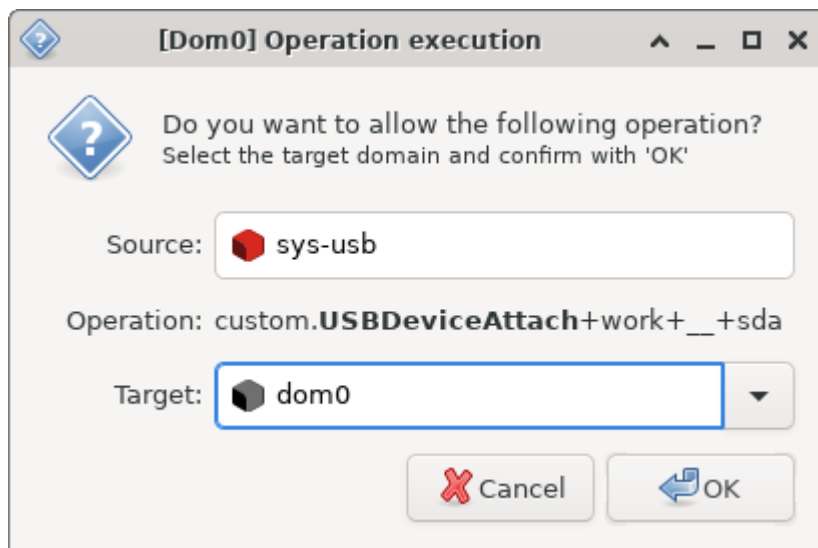 [Dom0] Operation execution
Do you want to allow the following operation?
Select the target domain and confirm with 'OK'
Source: sys-usb
Operation: custom.USBDeviceAttach+work+__+sda
Target: dom0
Cancel OK